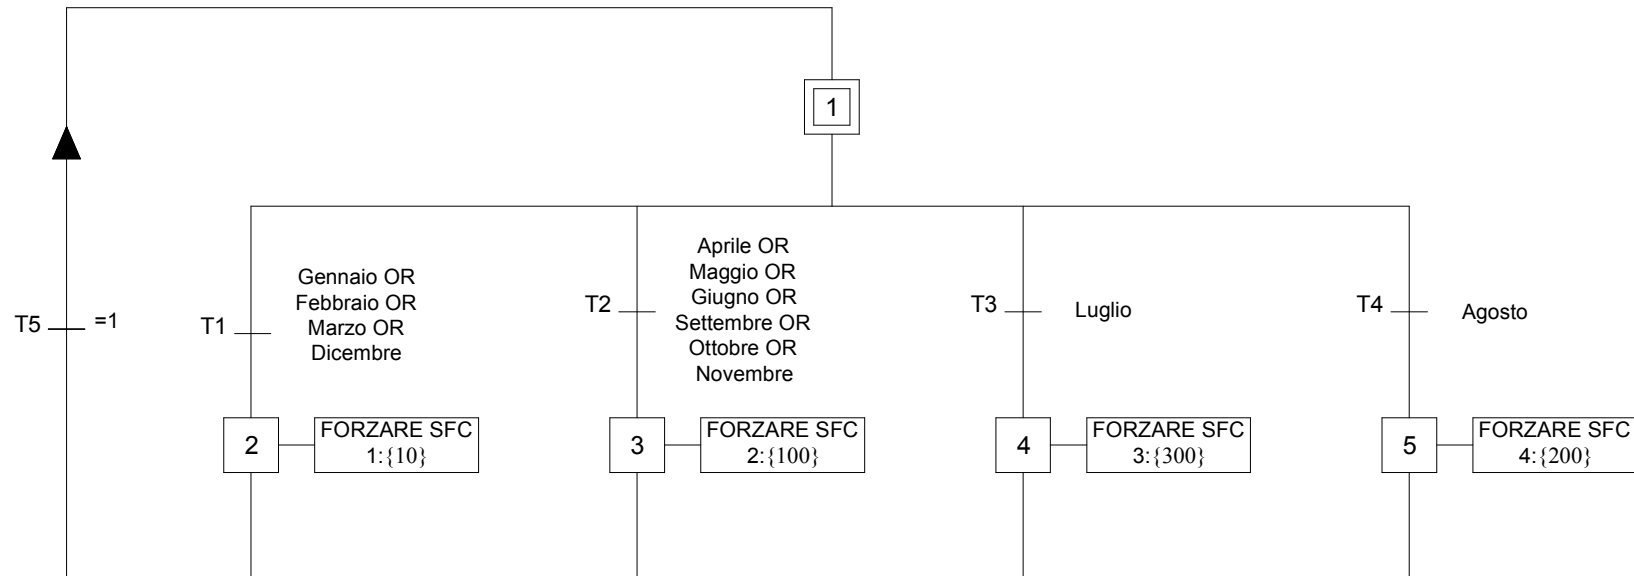 1
T5
=1
T1
Gennaio OR
Febbraio OR
Marzo OR
Dicembre
T2
Aprile OR
Maggio OR
Giugno OR
Settembre OR
Ottobre OR
Novembre
T3
Luglio
T4
Agosto
2
FORZARE SFC
1:{10}
3
FORZARE SFC
2:{100}
4
FORZARE SFC
3:{300}
5
FORZARE SFC
4:{200}